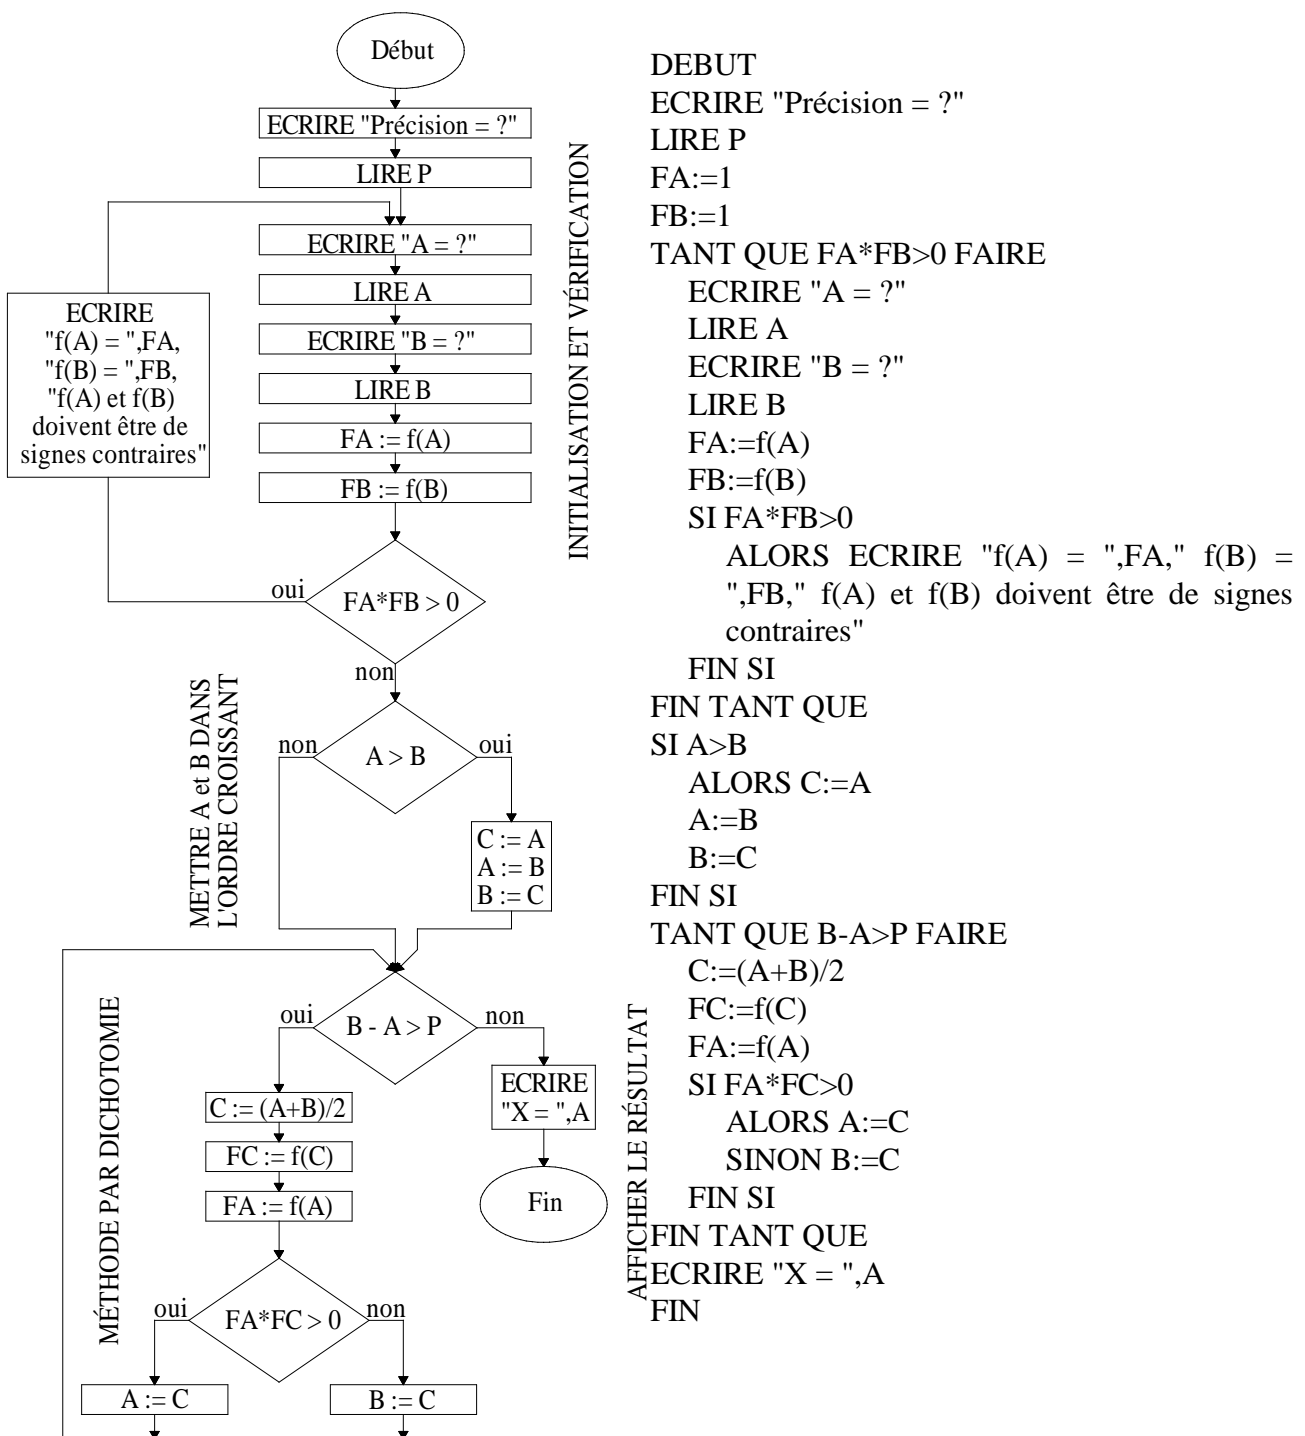 Début
ECRIRE "Précision = ?"
LIRE P
ECRIRE "A = ?"
LIRE A
ECRIRE "B = ?"
LIRE B
FA := f(A)
FB := f(B)
FA*FB > 0
oui
non
ECRIRE
"f(A) = ",FA,
"f(B) = ",FB,
"f(A) et f(B)
doivent être de
signes contraires"
INITIALISATION ET VÉRIFICATION
METTRE A et B DANS
L'ORDRE CROISSANT
non
A > B
oui
C := A
A := B
B := C
MÉTHODE PAR DICHOTOMIE
oui
B - A > P
non
C := (A+B)/2
FC := f(C)
FA := f(A)
oui
FA*FC > 0
non
A := C
B := C
ECRIRE
"X = ",A
Fin
AFFICHER LE RÉSULTAT
DEBUT
ECRIRE "Précision = ?"
LIRE P
FA:=1
FB:=1
TANT QUE FA*FB>0 FAIRE
ECRIRE "A = ?"
LIRE A
ECRIRE "B = ?"
LIRE B
FA:=f(A)
FB:=f(B)
SI FA*FB>0
ALORS ECRIRE "f(A) = ",FA," f(B) =
",FB," f(A) et f(B) doivent être de signes
contraires"
FIN SI
FIN TANT QUE
SI A>B
ALORS C:=A
A:=B
B:=C
FIN SI
TANT QUE B-A>P FAIRE
C:=(A+B)/2
FC:=f(C)
FA:=f(A)
SI FA*FC>0
ALORS A:=C
SINON B:=C
FIN SI
FIN TANT QUE
ECRIRE "X = ",A
FIN